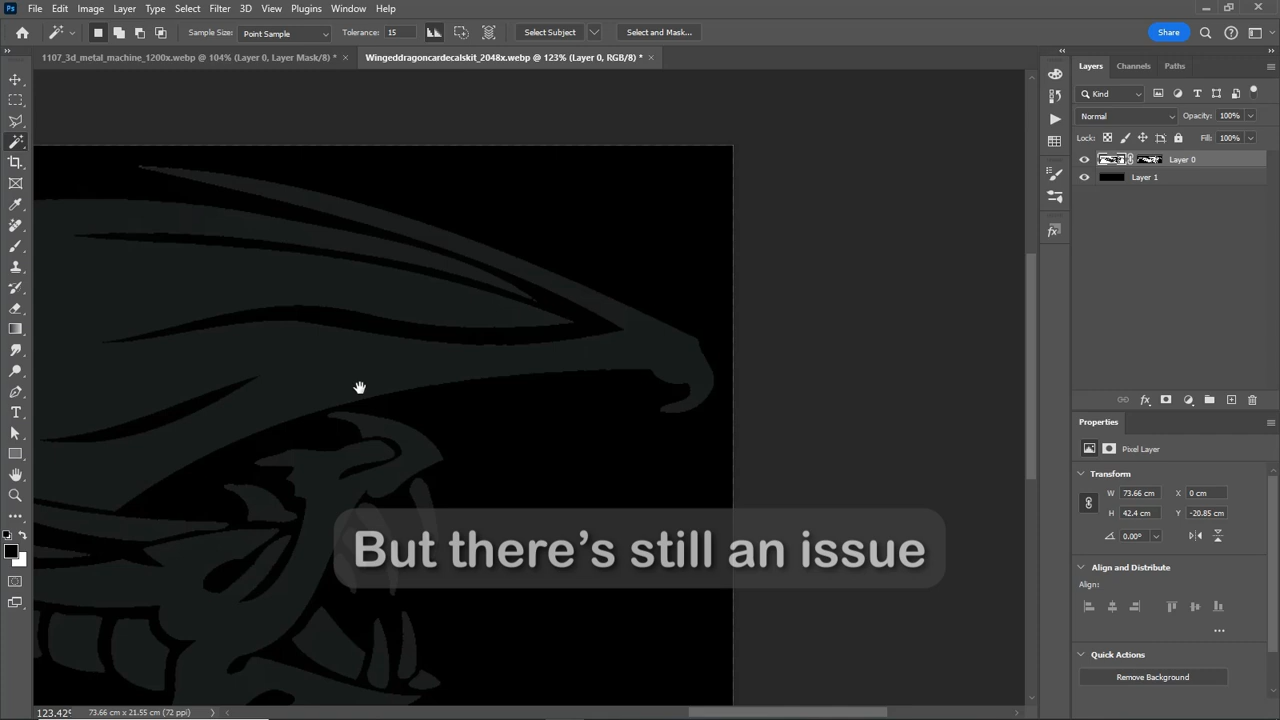 Ps File Edit Image Layer Type Select Filter 3D View Plugins Window Help
Sample Size: Point Sample Tolerance: 15 Select Subject Select and Mask... Share
1107_3d_metal_machine_1200x.webp @ 104% (Layer 0, Layer Mask/8) * × Wingeddragoncardecalskit_2048x.webp @ 123% (Layer 0, RGB/8) * ×
Layers Channels Paths
Kind
Normal Opacity: 100%
Lock: Fill: 100%
Layer 0
Layer 1
fx
Properties
Pixel Layer
Transform
W 73.66 cm X 0 cm
H 42.4 cm Y -20.85 cm
0.00°
Align and Distribute
Align:
...
Quick Actions
Remove Background
But there's still an issue
123.42% 73.66 cm x 21.55 cm (72 ppi)